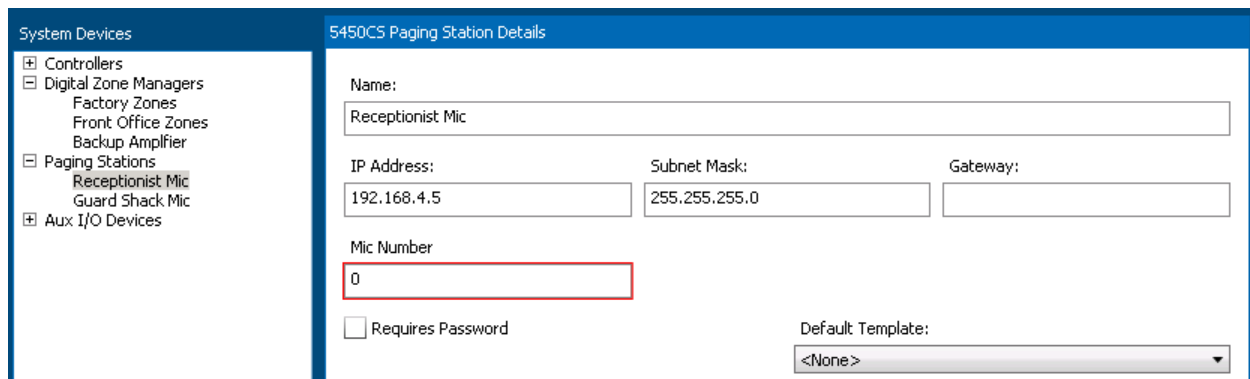 System Devices
Controllers
Digital Zone Managers
Factory Zones
Front Office Zones
Backup Amplfier
Paging Stations
Receptionist Mic
Guard Shack Mic
Aux I/O Devices
5450CS Paging Station Details
Name:
Receptionist Mic
IP Address: Subnet Mask: Gateway:
192.168.4.5 255.255.255.0
Mic Number
0
Requires Password Default Template:
<None>